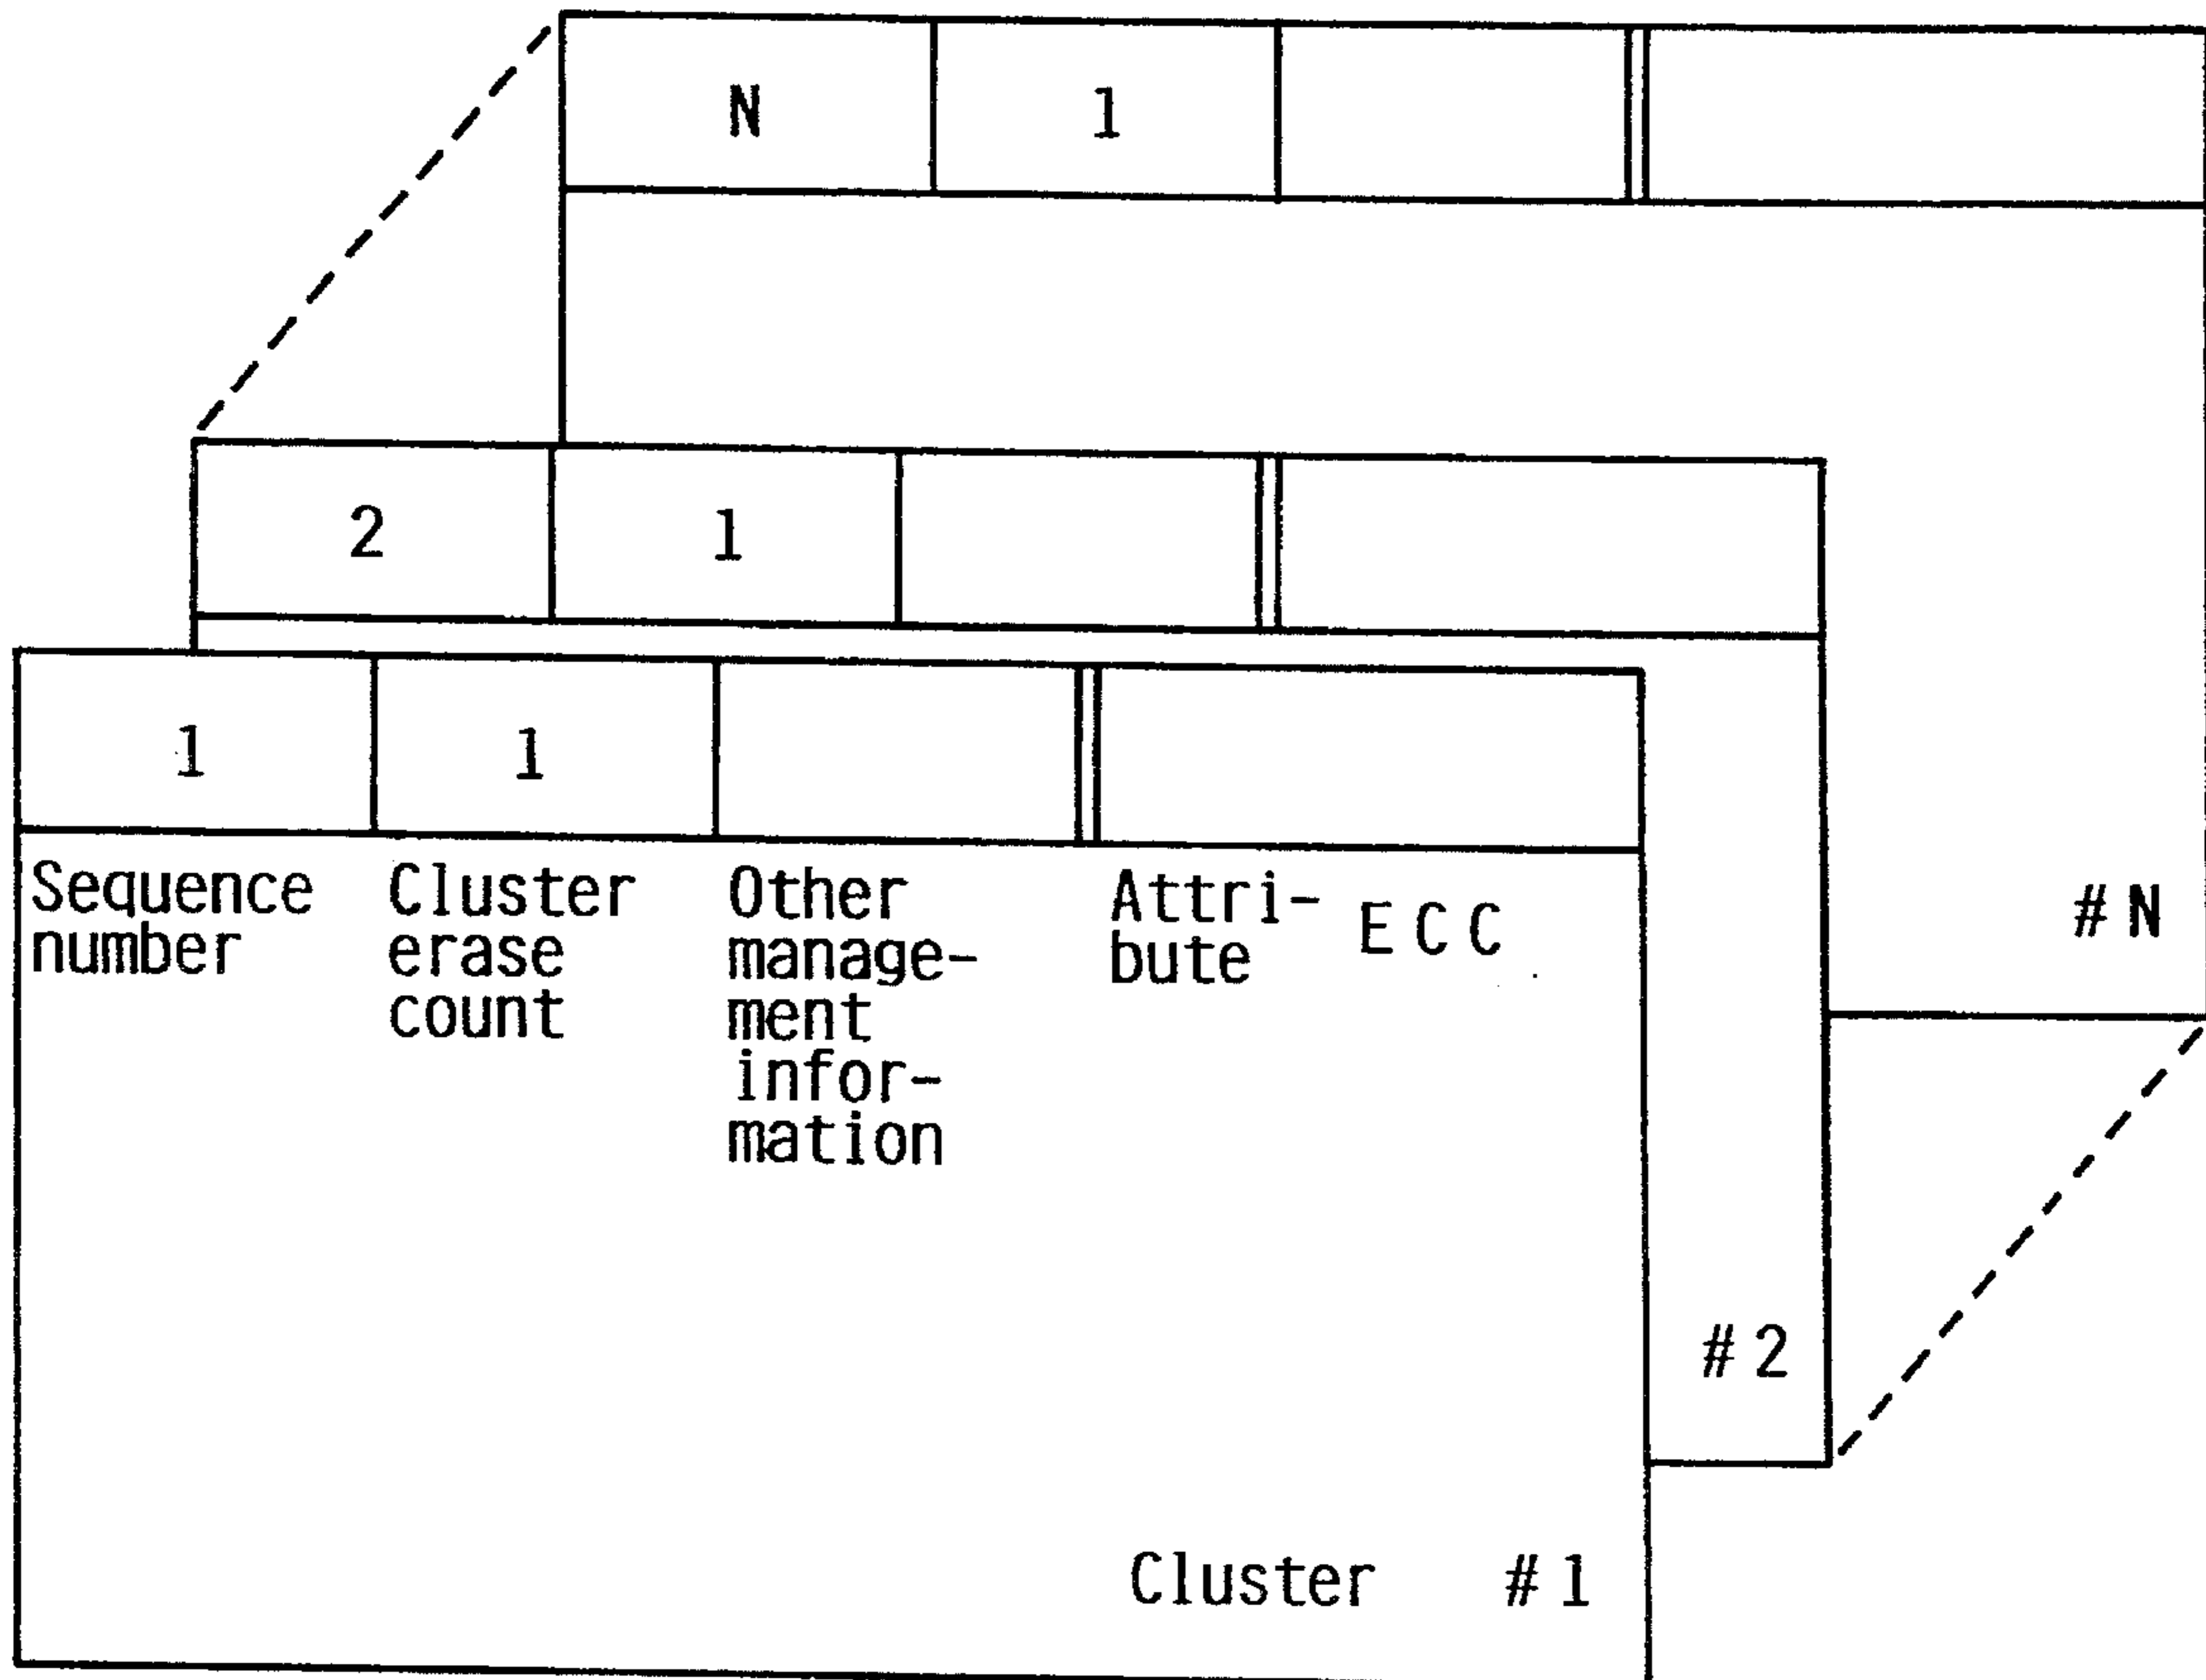 N 1
2 1
1 1
Sequence number
Cluster erase count
Other manage-
ment
infor-
mation
Attri-
bute
E C C
#N
#2
Cluster #1